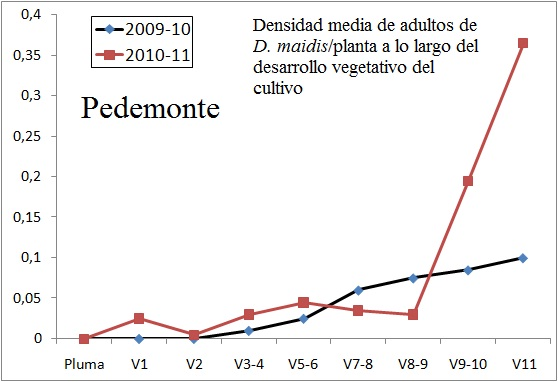 0,4
0,35
0,3
0,25
0,2
0,15
0,1
0,05
0
2009-10
2010-11
Densidad media de adultos de
D. maidis/planta a lo largo del
desarrollo vegetativo del
cultivo
Pedemonte
Pluma V1 V2 V3-4 V5-6 V7-8 V8-9 V9-10 V11